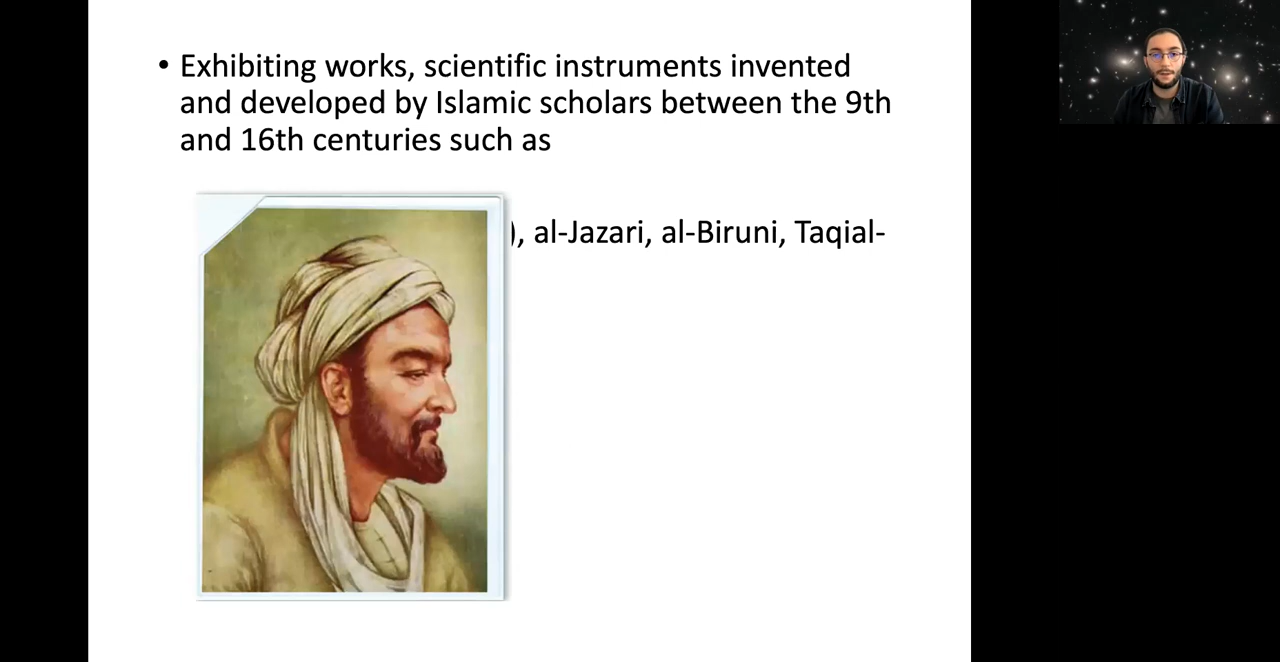 • Exhibiting works, scientific instruments invented
and developed by Islamic scholars between the 9th
and 16th centuries such as
), al-Jazari, al-Biruni, Taqial-